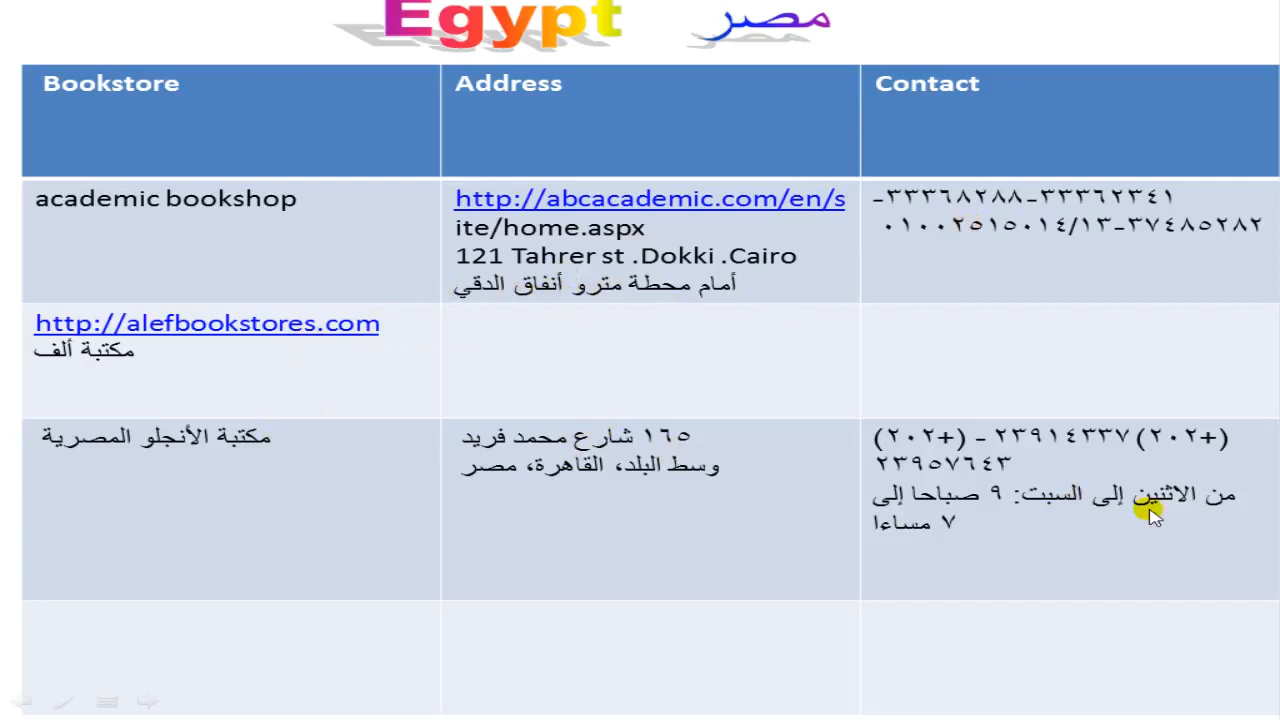 Egypt
مصر
Bookstore
Address
Contact
academic bookshop
http://abcacademic.com/en/s
ite/home.aspx
121 Tahrer st .Dokki .Cairo
أمام محطة مترو أنفاق الدقي
-٣٣٣٦٨٢٨٨-٣٣٣٦٢٣٤١
٠١٠٠٢٥١٥٠١٤/١٣-٣٧٤٨٥٢٨٢
http://alefbookstores.com
مكتبة ألف
مكتبة الأنجلو المصرية
١٦٥ شارع محمد فريد
وسط البلد، القاهرة، مصر
(+٢٠٢) ٢٣٩١٤٣٣٧ - (+٢٠٢)
٢٣٩٥٧٦٤٣
من الاثنين إلى السبت: ٩ صباحا إلى
٧ مساءا